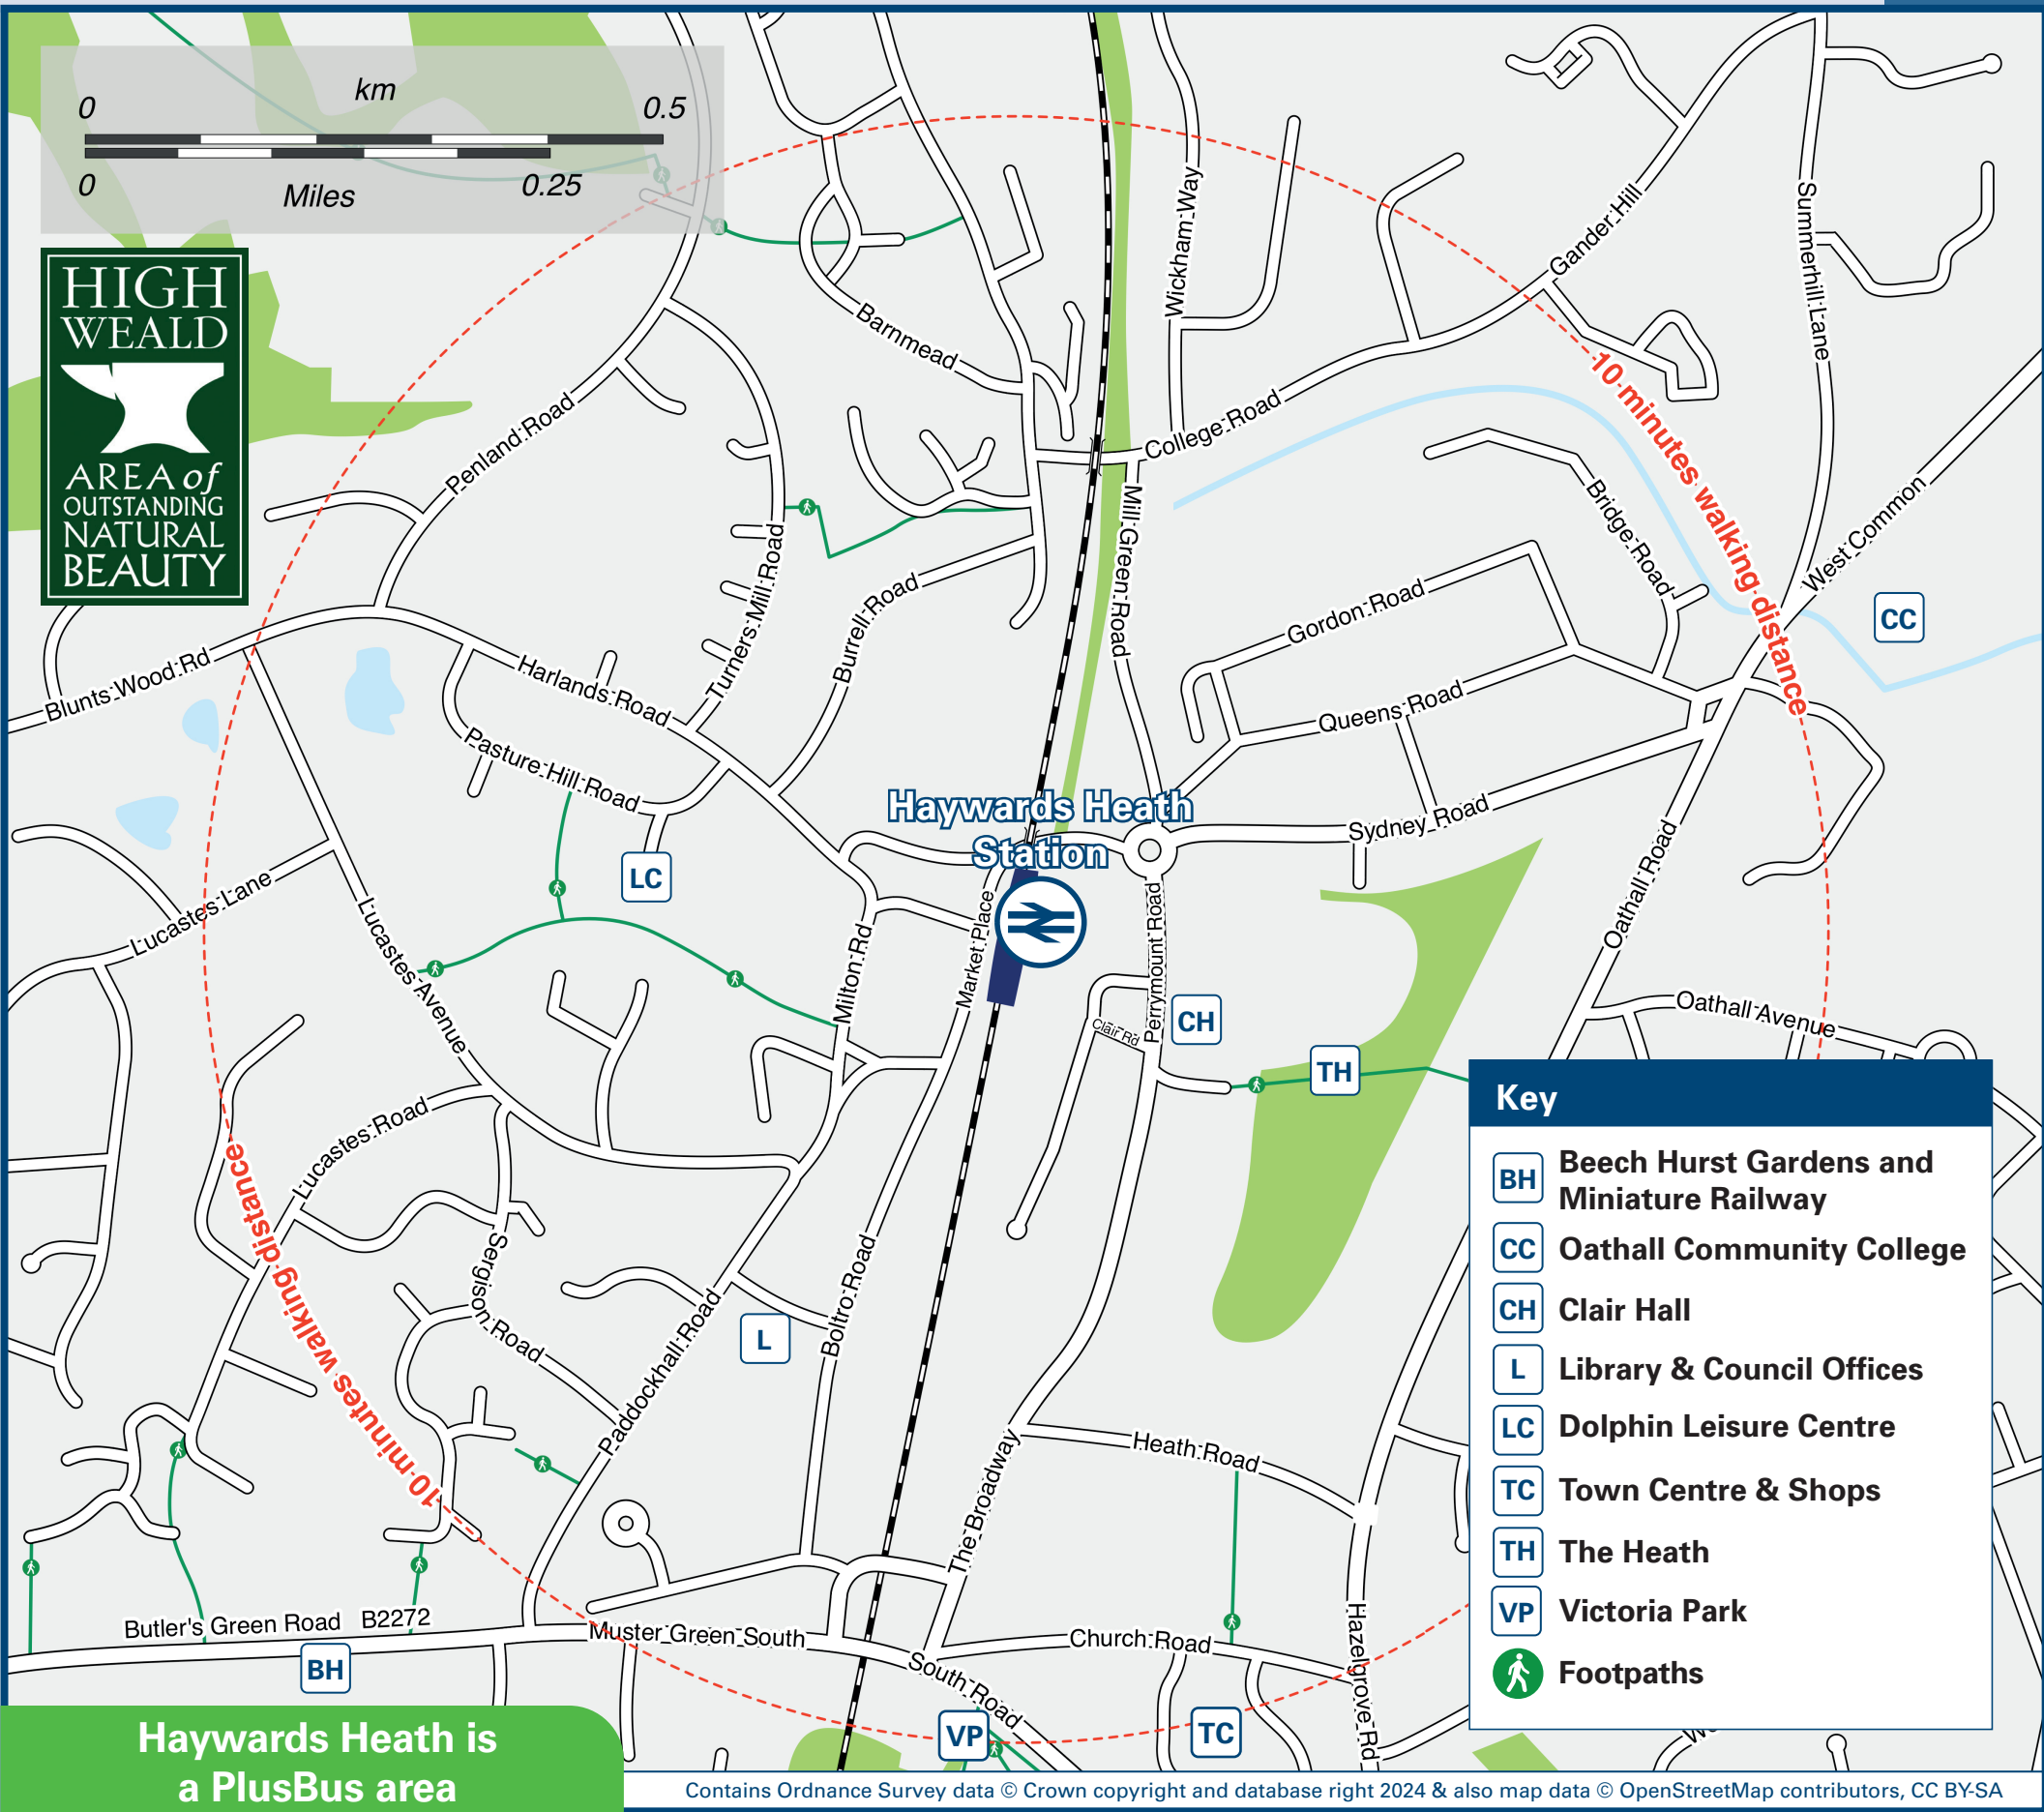 km
0
0.5
0
0.25
Miles
HIGH
WEALD
AREA of
OUTSTANDING
NATURAL
BEAUTY
Wickham Way
Gander Hill
Summerhill Lane
Barnmead
10 minutes walking distance
Penland Road
College Road
Mill Green Road
Bridge Road
West Common
CC
Turners Mill Road
Burrell Road
Gordon Road
Blunts Wood Rd
Harlands Road
Queens Road
Pasture Hill Road
Haywards Heath
Station
Sydney Road
LC
Lucastes Lane
Lucastes Avenue
Milton Rd
Market Place
Perrymount Road
Oathall Road
CH
Clair Rd
Oathall Avenue
TH
Lucastes Road
10 minutes walking distance
Sergison Road
Boltro Road
L
Paddockhall Road
Heath Road
The Broadway
Butler's Green Road B2272
Muster Green South
Church Road
Hazelgrove Rd
South Road
BH
VP
TC
Key
BH Beech Hurst Gardens and
Miniature Railway
CC Oathall Community College
CH Clair Hall
L Library & Council Offices
LC Dolphin Leisure Centre
TC Town Centre & Shops
TH The Heath
VP Victoria Park
Footpaths
Haywards Heath is
a PlusBus area
Contains Ordnance Survey data © Crown copyright and database right 2024 & also map data © OpenStreetMap contributors, CC BY-SA